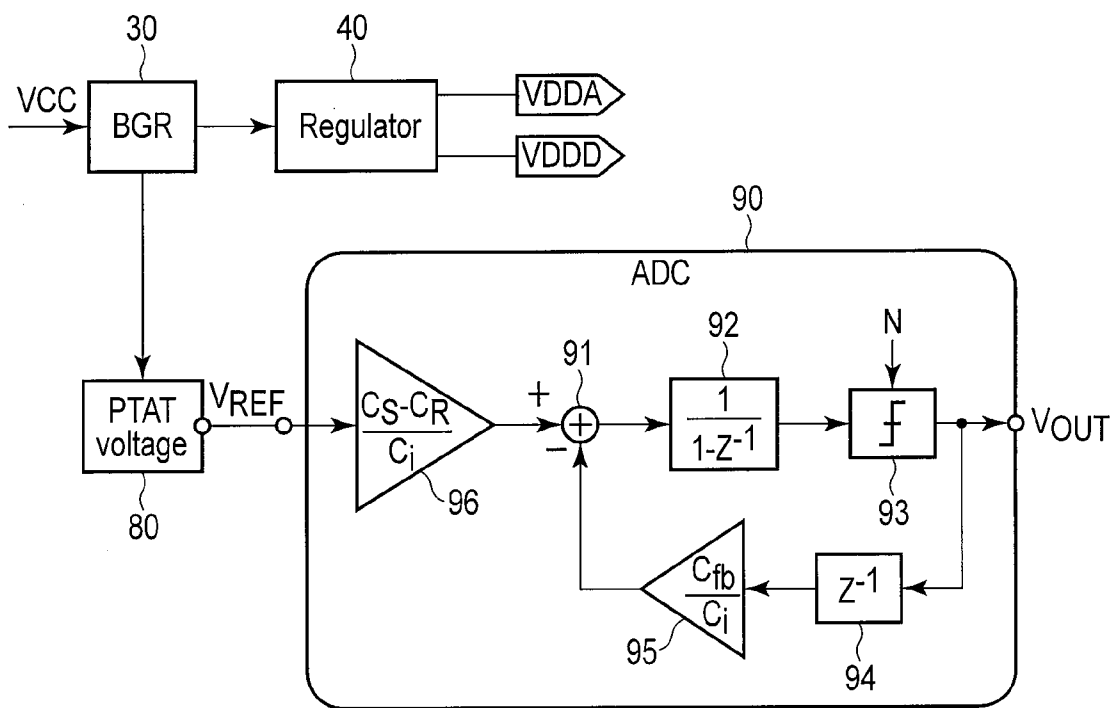 30
40
VCC
BGR
Regulator
VDDA
VDDD
90
ADC
PTAT
voltage
80
VREF
CS-CR
Ci
96
+
91
+
−
92
1
1-Z-1
N
93
VOUT
Cfb
Ci
95
Z-1
94